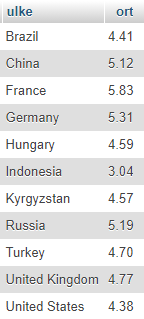 ulke ort
Brazil 4.41
China 5.12
France 5.83
Germany 5.31
Hungary 4.59
Indonesia 3.04
Kyrgyzstan 4.57
Russia 5.19
Turkey 4.70
United Kingdom 4.77
United States 4.38